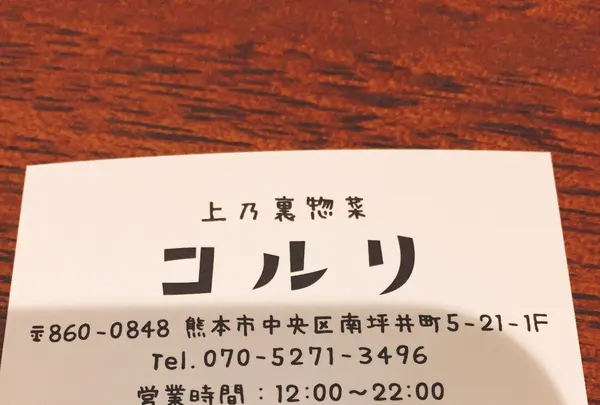 上乃裏惣菜
コルリ
〠860-0848 熊本市中央区南坪井町5-21-1F
Tel.070-5271-3496
営業時間：12:00～22:00